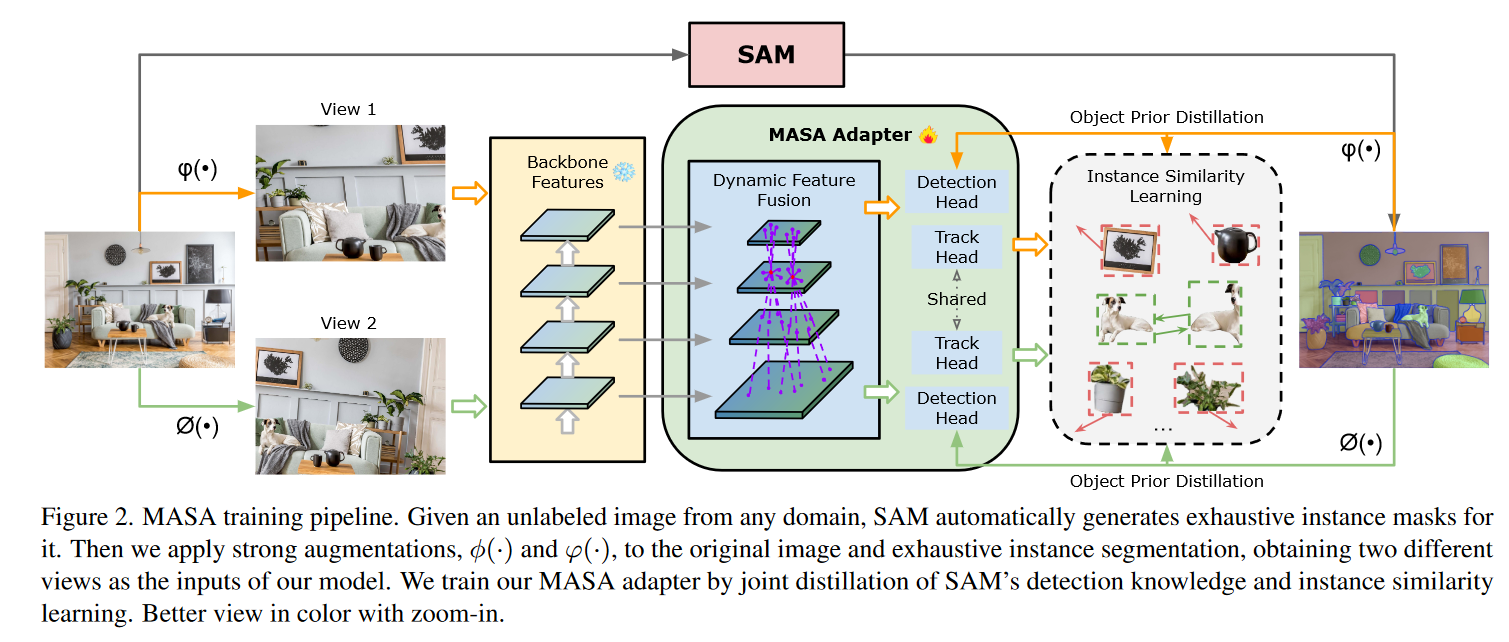 SAM
View 1
MASA Adapter
Object Prior Distillation
φ(•)
φ(•)
Backbone
Features
Dynamic Feature
Fusion
Detection
Head
Instance Similarity
Learning
Track
Head
Shared
View 2
Track
Head
Detection
Head
Ø(•)
...
Ø(•)
Object Prior Distillation
Figure 2. MASA training pipeline. Given an unlabeled image from any domain, SAM automatically generates exhaustive instance masks for
it. Then we apply strong augmentations, ϕ(·) and φ(·), to the original image and exhaustive instance segmentation, obtaining two different
views as the inputs of our model. We train our MASA adapter by joint distillation of SAM's detection knowledge and instance similarity
learning. Better view in color with zoom-in.